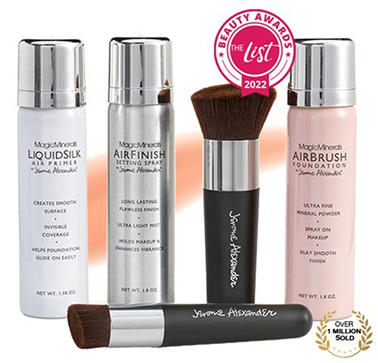 BEAUTY AWARDS
THE
List
2022
MagicMinerals
LIQUIDSILK
AIR PRIMER
by Jerome Alexander
CREATES SMOOTH
SURFACE
INVISIBLE
COVERAGE
HELPS FOUNDATION
GLIDE ON EASILY
NET WT. 1.58 OZ.
MagicMinerals
AIRFINISH
SETTING SPRAY
by Jerome Alexander
LONG LASTING
FLAWLESS FINISH
ULTRA LIGHT MIST
HOLDS MAKEUP &
ENHANCES VIBRANCE
NET WT. 1.8 OZ.
Jerome Alexander
MagicMinerals
AIRBRUSH
FOUNDATION
by Jerome Alexander
ULTRA FINE
MINERAL POWDER
SPRAY ON
MAKEUP
SILKY SMOOTH
FINISH
NET WT. 1.8 OZ.
Jerome Alexander
OVER
1 MILLION
SOLD